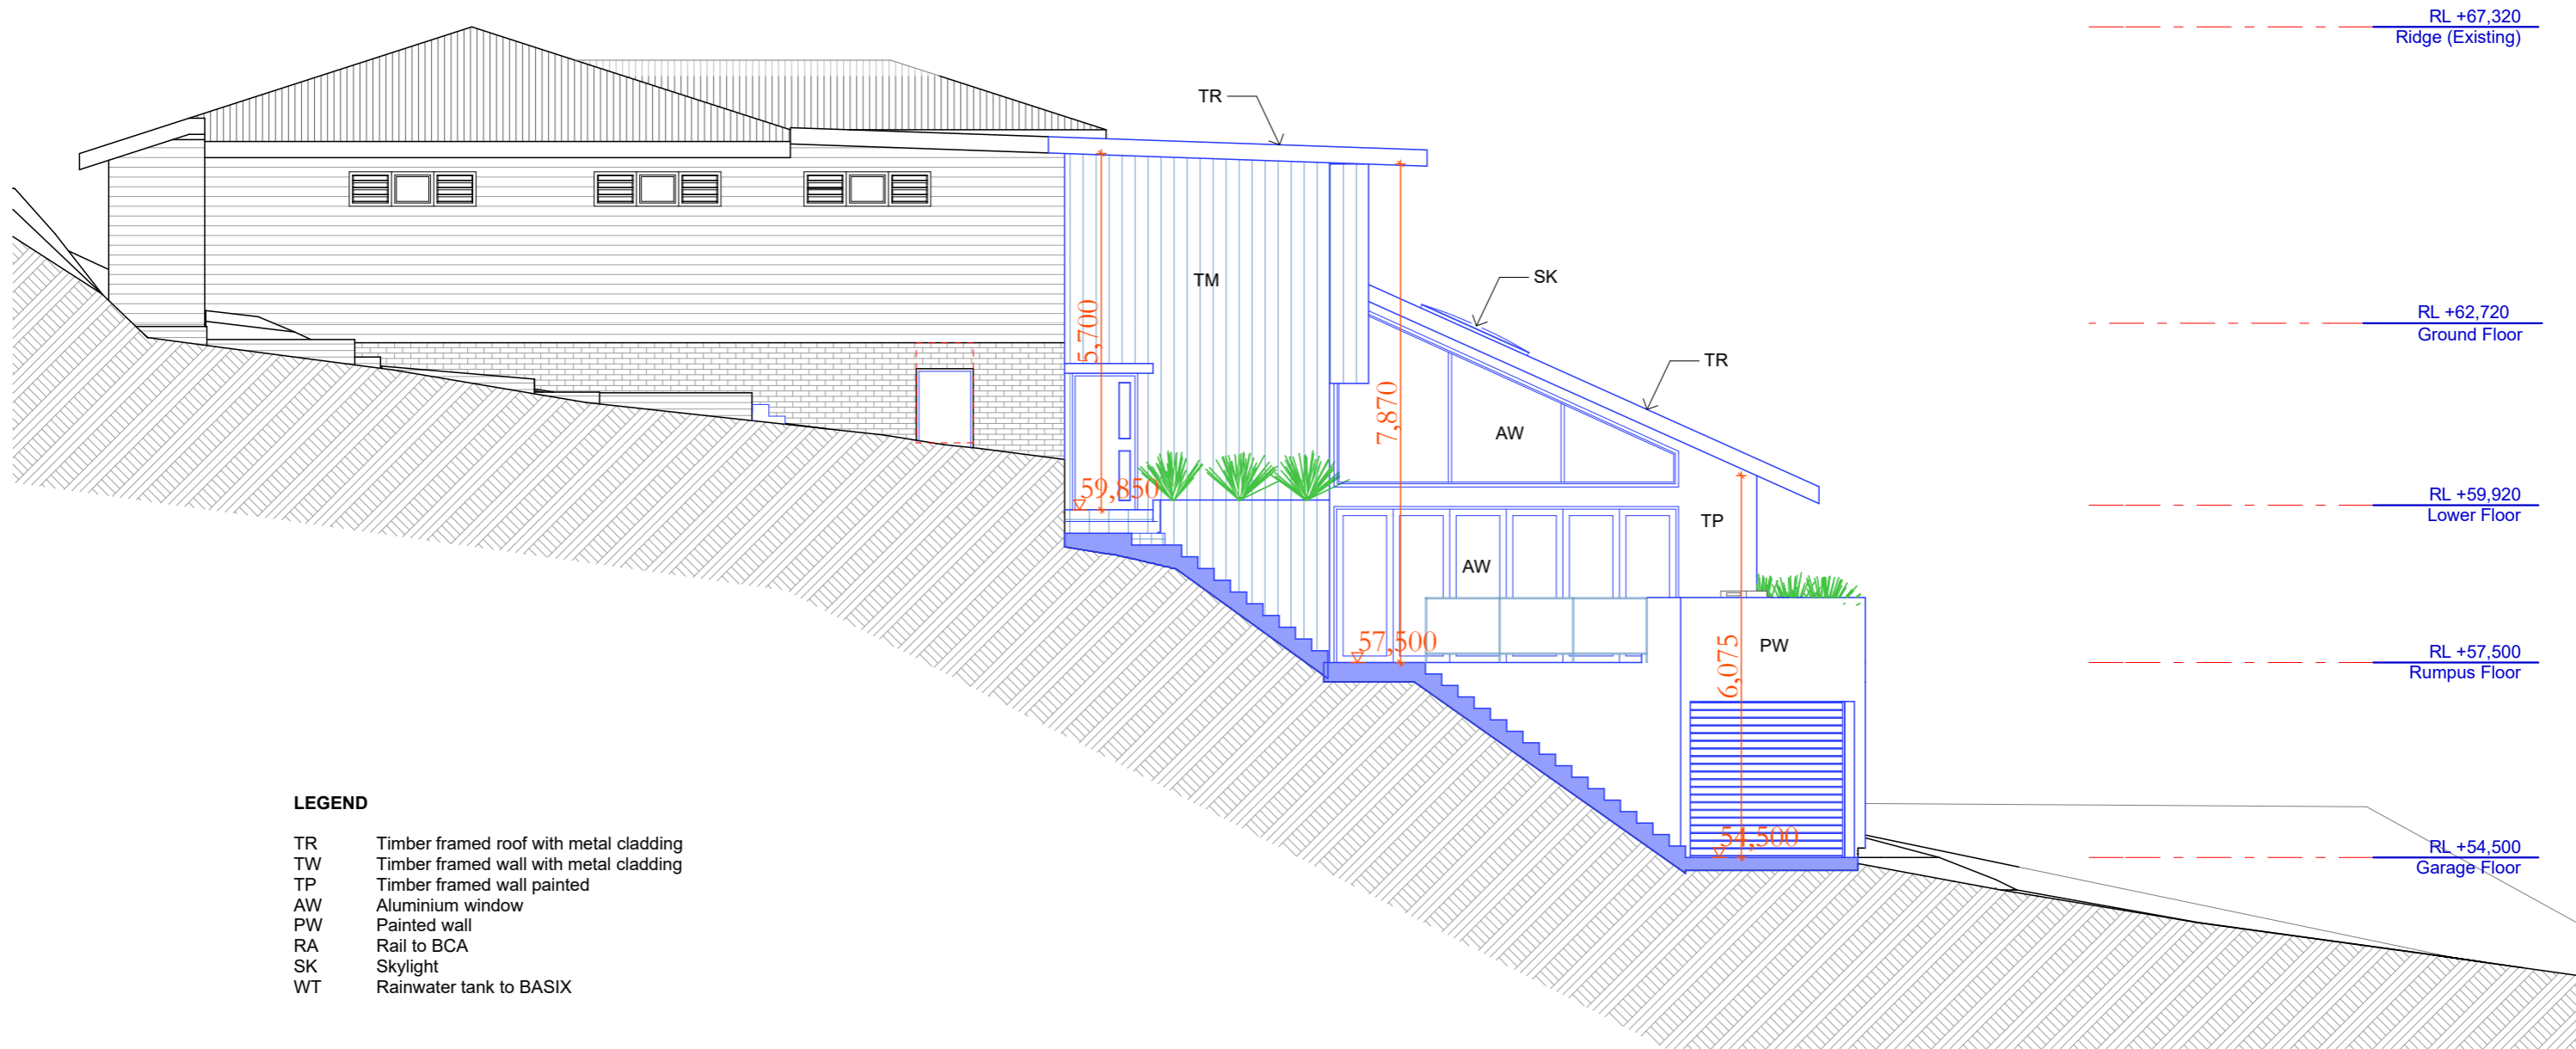 RL +67,320
Ridge (Existing)
TR
TM
SK
RL +62,720
Ground Floor
5,700
TR
7,870
AW
59,850
RL +59,920
Lower Floor
TP
AW
57,500
6,075
PW
RL +57,500
Rumpus Floor
54,500
RL +54,500
Garage Floor
LEGEND
TR Timber framed roof with metal cladding
TW Timber framed wall with metal cladding
TP Timber framed wall painted
AW Aluminium window
PW Painted wall
RA Rail to BCA
SK Skylight
WT Rainwater tank to BASIX